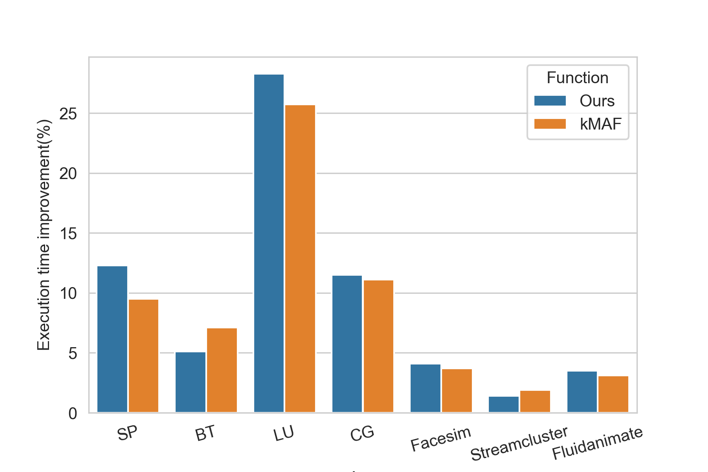 Execution time improvement(%)
25
20
15
10
5
0
Function
Ours
kMAF
SP
BT
LU
CG
Facesim
Streamcluster
Fluidanimate